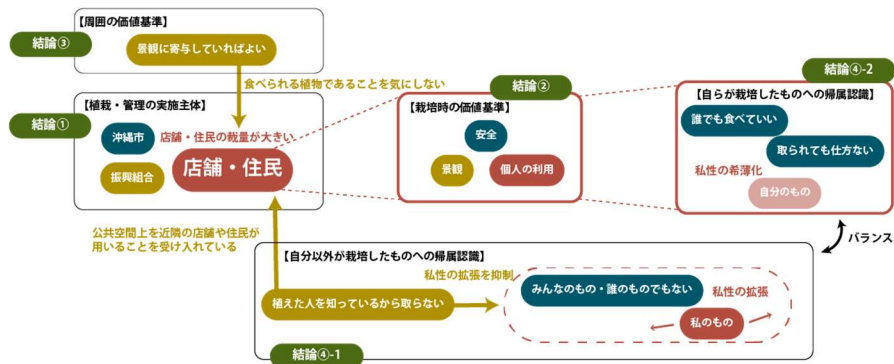 【周囲の価値基準】
結論③
景観に寄与していればよい
食べられる植物であることを気にしない
結論①
【植栽・管理の実施主体】
沖縄市
店舗・住民の裁量が大きい
振興組合
店舗・住民
結論②
【栽培時の価値基準】
安全
景観
個人の利用
結論④-2
【自らが栽培したものへの帰属認識】
誰でも食べていい
取られても仕方ない
私性の希薄化
自分のもの
バランス
公共空間上を近隣の店舗や住民が
用いることを受け入れている
【自分以外が栽培したものへの帰属認識】
私性の拡張を抑制
植えた人を知っているから取らない
みんなのもの・誰のものでもない
私性の拡張
私のもの
結論④-1